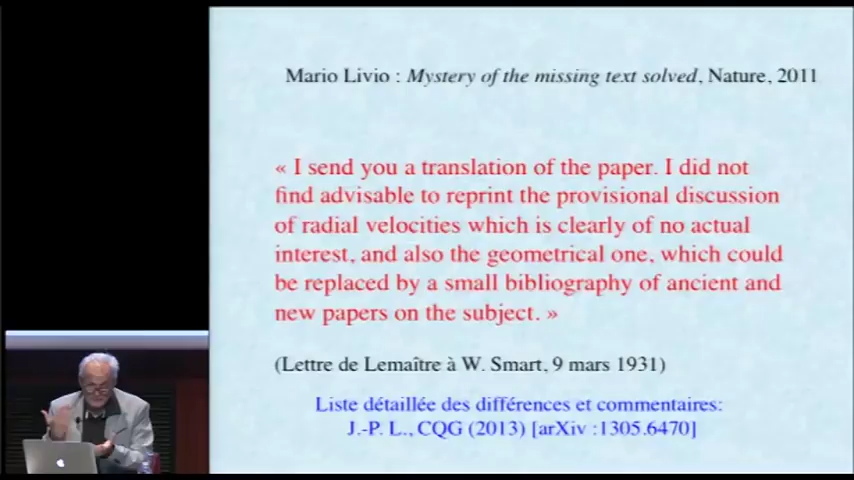 Mario Livio : Mystery of the missing text solved, Nature, 2011
« I send you a translation of the paper. I did not
find advisable to reprint the provisional discussion
of radial velocities which is clearly of no actual
interest, and also the geometrical one, which could
be replaced by a small bibliography of ancient and
new papers on the subject. »
(Lettre de Lemaître à W. Smart, 9 mars 1931)
Liste détaillée des différences et commentaires:
J.-P. L., CQG (2013) [arXiv :1305.6470]